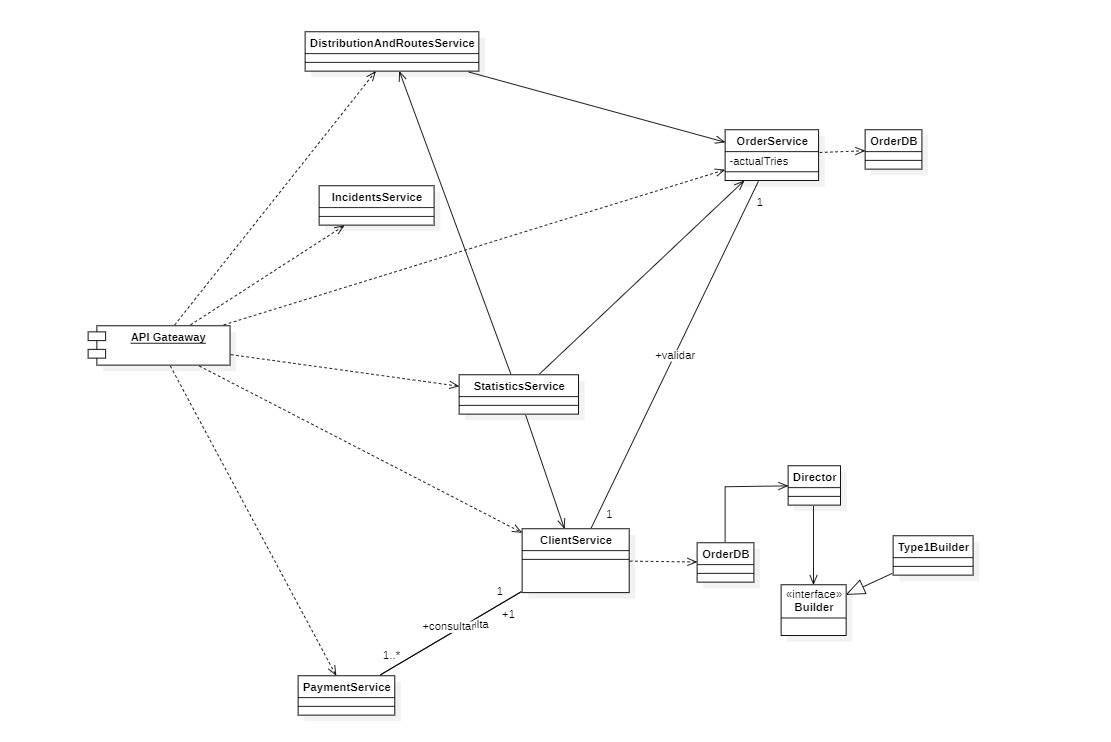 DistributionAndRoutesService
OrderService
-actualTries
OrderDB
IncidentsService
1
API Gateaway
+validar
StatisticsService
Director
1
ClientService
OrderDB
Type1Builder
«interface»
Builder
1
+1
+consultar
1..*
PaymentService